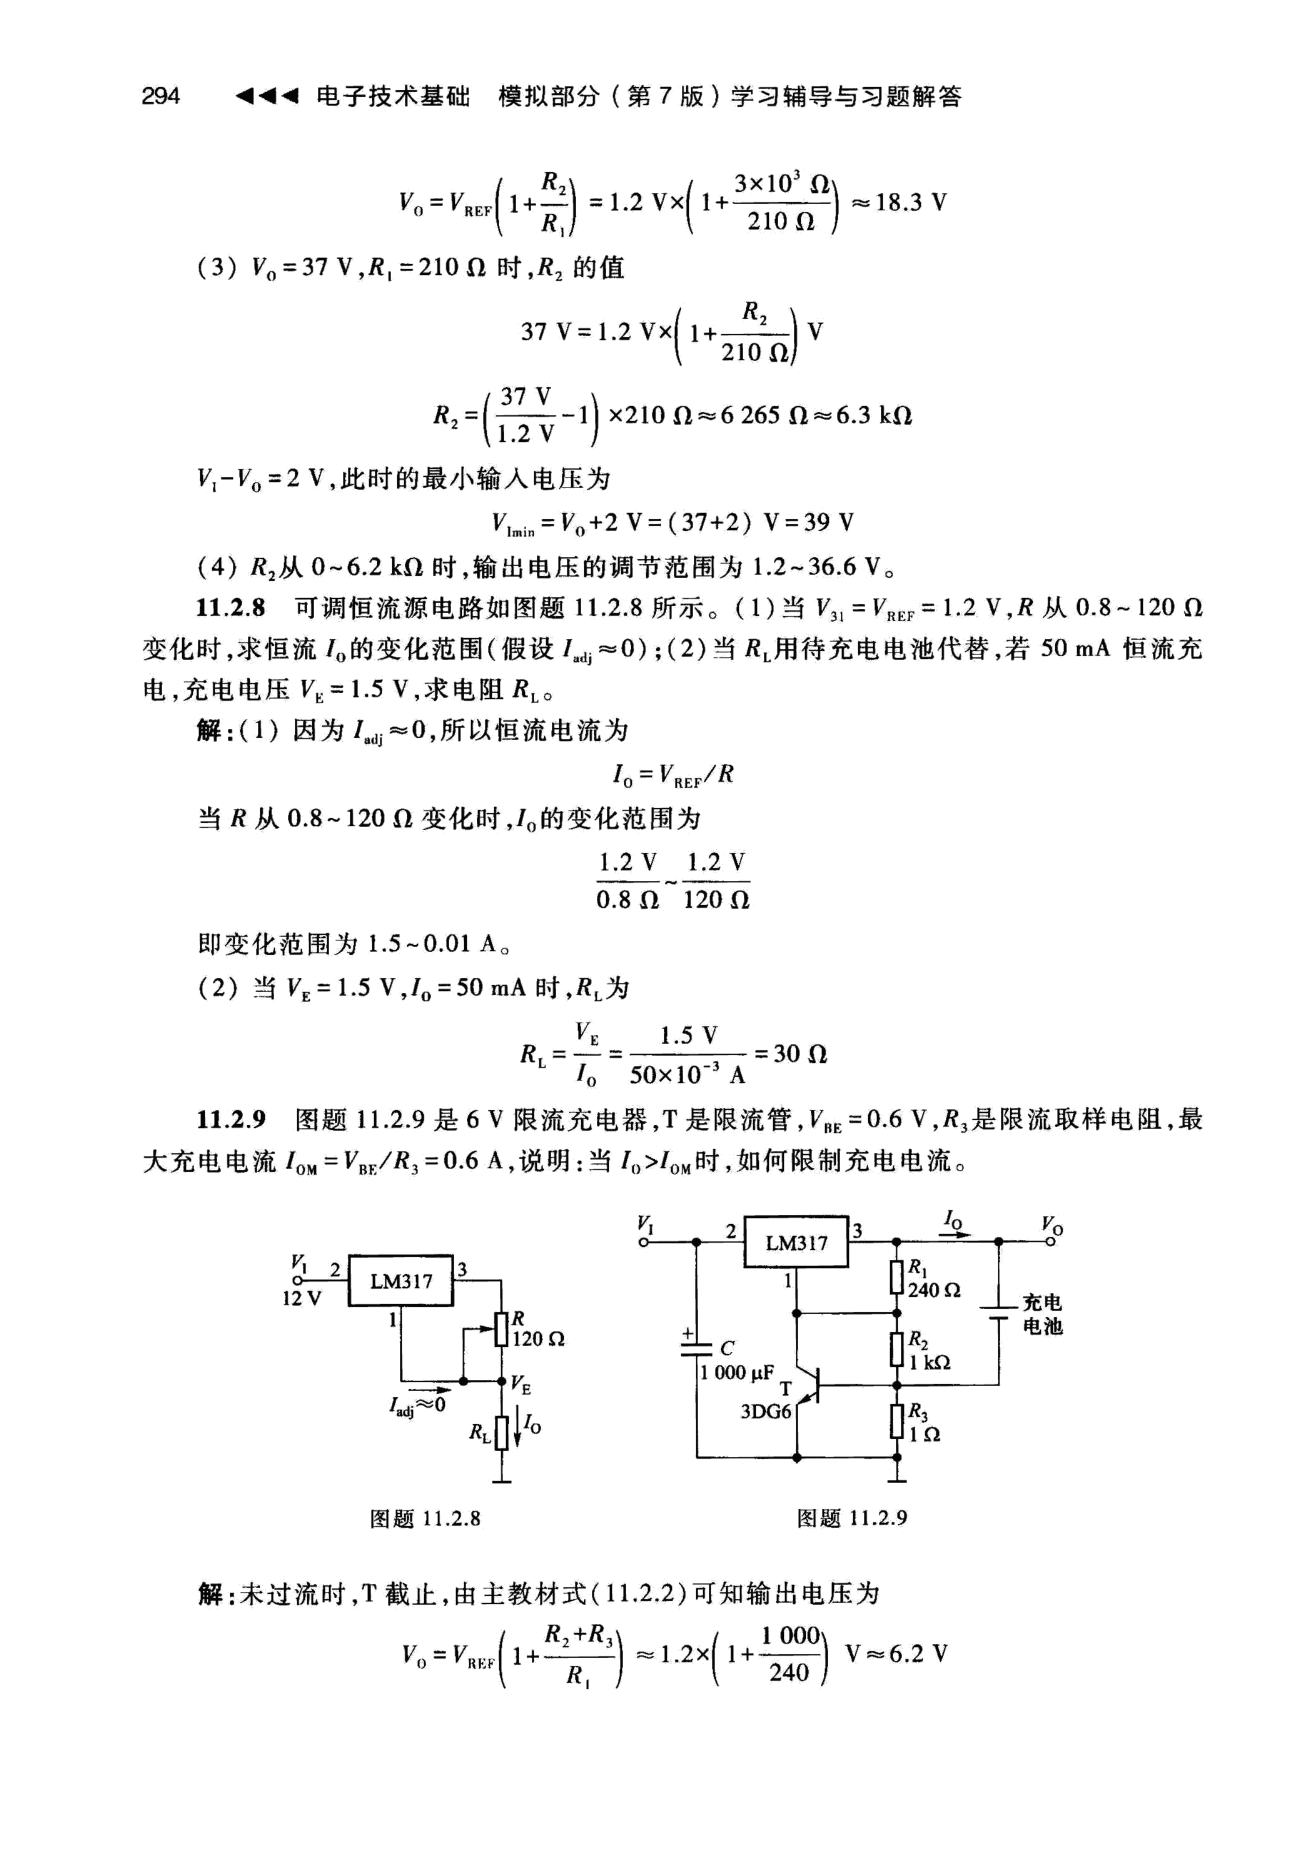 294 ◀◀◀ 电子技术基础 模拟部分(第7版)学习辅导与习题解答
V_O=V_REF(1+R₂/R₁)=1.2 V×(1+3×10³ Ω/210 Ω)≈18.3 V
(3) V_O=37 V,R₁=210 Ω 时,R₂ 的值
37 V=1.2 V×(1+R₂/210 Ω) V
R₂=(37 V/1.2 V-1)×210 Ω≈6 265 Ω≈6.3 kΩ
V_I-V_O=2 V,此时的最小输入电压为
V_Imin=V_O+2 V=(37+2) V=39 V
(4) R₂从 0~6.2 kΩ 时,输出电压的调节范围为 1.2~36.6 V。
11.2.8 可调恒流源电路如图题 11.2.8 所示。(1)当 V₃₁=V_REF=1.2 V,R 从 0.8~120 Ω
变化时,求恒流 I_O的变化范围(假设 I_adj≈0);(2)当 R_L用待充电电池代替,若 50 mA 恒流充
电,充电电压 V_E=1.5 V,求电阻 R_L。
解:(1) 因为 I_adj≈0,所以恒流电流为
I_O=V_REF/R
当 R 从 0.8~120 Ω 变化时,I_O的变化范围为
1.2 V/0.8 Ω~1.2 V/120 Ω
即变化范围为 1.5~0.01 A。
(2) 当 V_E=1.5 V,I_O=50 mA 时,R_L为
R_L=V_E/I_O=1.5 V/50×10⁻³ A=30 Ω
11.2.9 图题 11.2.9 是 6 V 限流充电器,T 是限流管,V_BE=0.6 V,R₃是限流取样电阻,最
大充电电流 I_OM=V_BE/R₃=0.6 A,说明:当 I_O>I_OM时,如何限制充电电流。
V_I
12 V
2
LM317
3
1
R
120 Ω
V_E
I_adj≈0
R_L
I_O
图题 11.2.8
V_I
2
LM317
3
1
I_O
V_O
R₁
240 Ω
充电
电池
+
C
1 000 μF
R₂
1 kΩ
T
3DG6
R₃
1 Ω
图题 11.2.9
解:未过流时,T 截止,由主教材式(11.2.2)可知输出电压为
V_O=V_REF(1+(R₂+R₃)/R₁)≈1.2×(1+1 000/240) V≈6.2 V